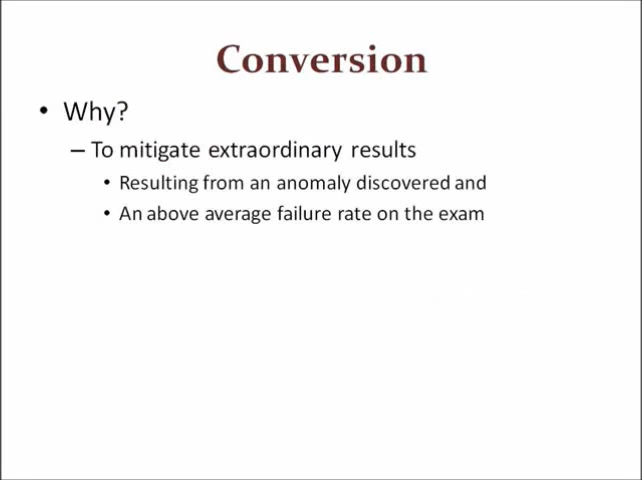 Conversion
• Why?
– To mitigate extraordinary results
• Resulting from an anomaly discovered and
• An above average failure rate on the exam